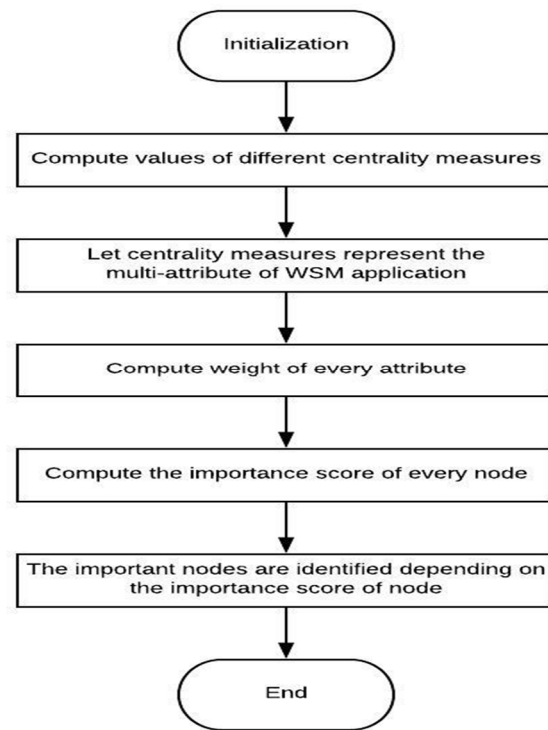 Initialization
Compute values of different centrality measures
Let centrality measures represent the
multi-attribute of WSM application
Compute weight of every attribute
Compute the importance score of every node
The important nodes are identified depending on
the importance score of node
End